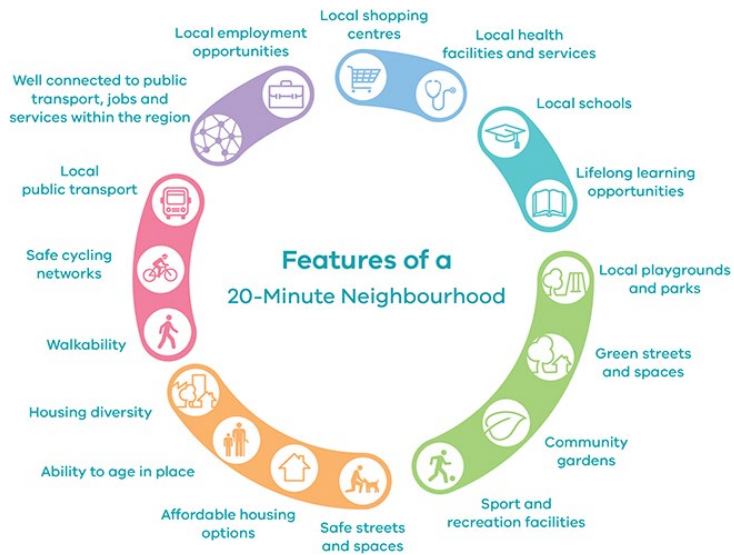 Features of a
20-Minute Neighbourhood
Local shopping
centres
Local health
facilities and services
Local schools
Lifelong learning
opportunities
Local playgrounds
and parks
Green streets
and spaces
Community
gardens
Sport and
recreation facilities
Safe streets
and spaces
Affordable housing
options
Ability to age in place
Housing diversity
Walkability
Safe cycling
networks
Local
public transport
Well connected to public
transport, jobs and
services within the region
Local employment
opportunities